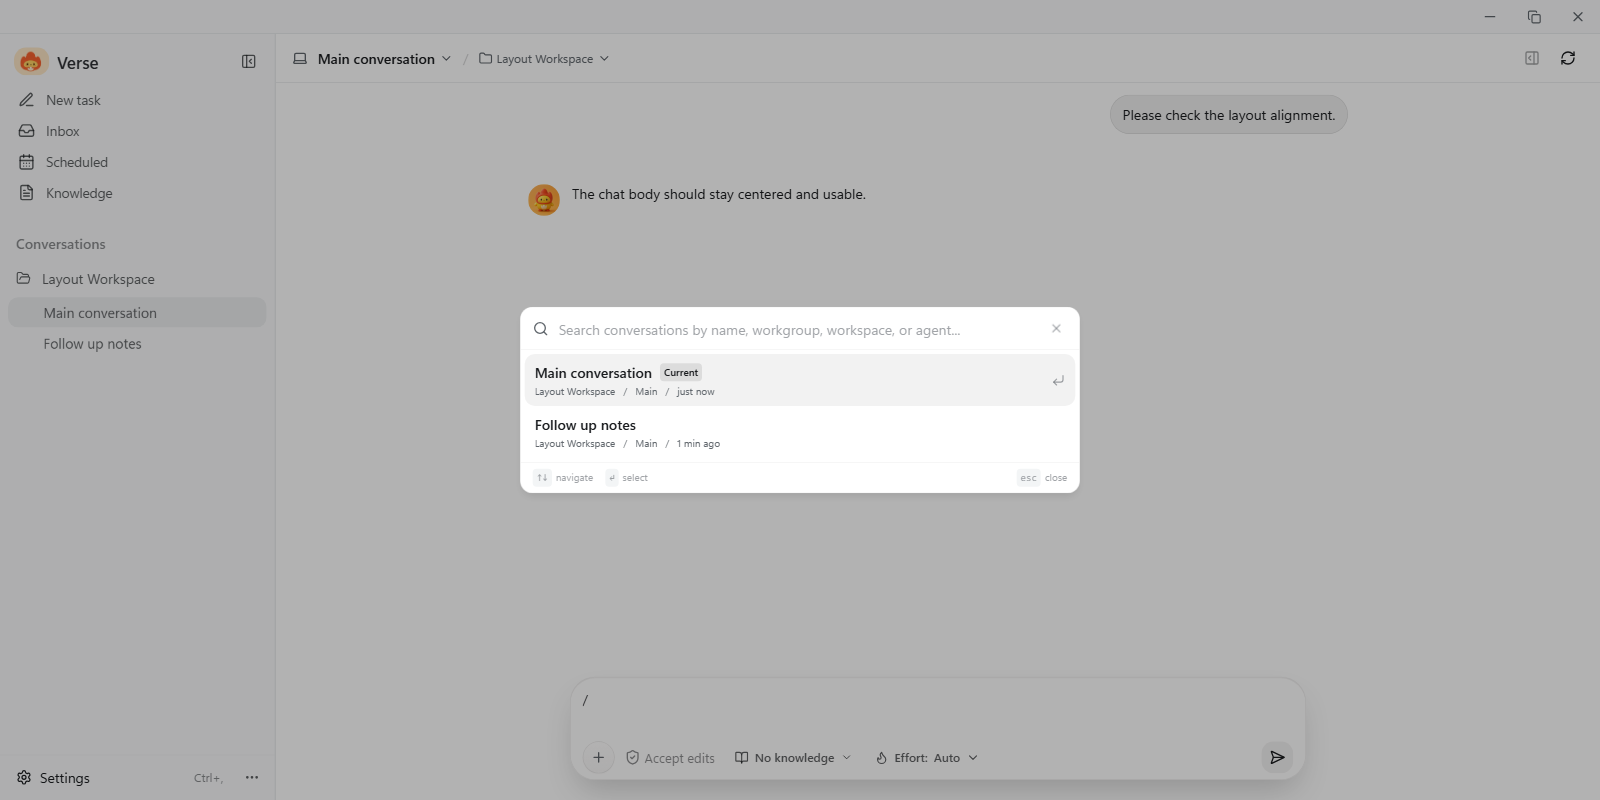 Verse
New task
Inbox
Scheduled
Knowledge
Conversations
Layout Workspace
Main conversation
Follow up notes
Settings Ctrl+,
Main conversation / Layout Workspace
Please check the layout alignment.
The chat body should stay centered and usable.
Search conversations by name, workgroup, workspace, or agent...
Main conversation Current
Layout Workspace / Main / just now
Follow up notes
Layout Workspace / Main / 1 min ago
navigate select esc close
/
Accept edits No knowledge Effort: Auto